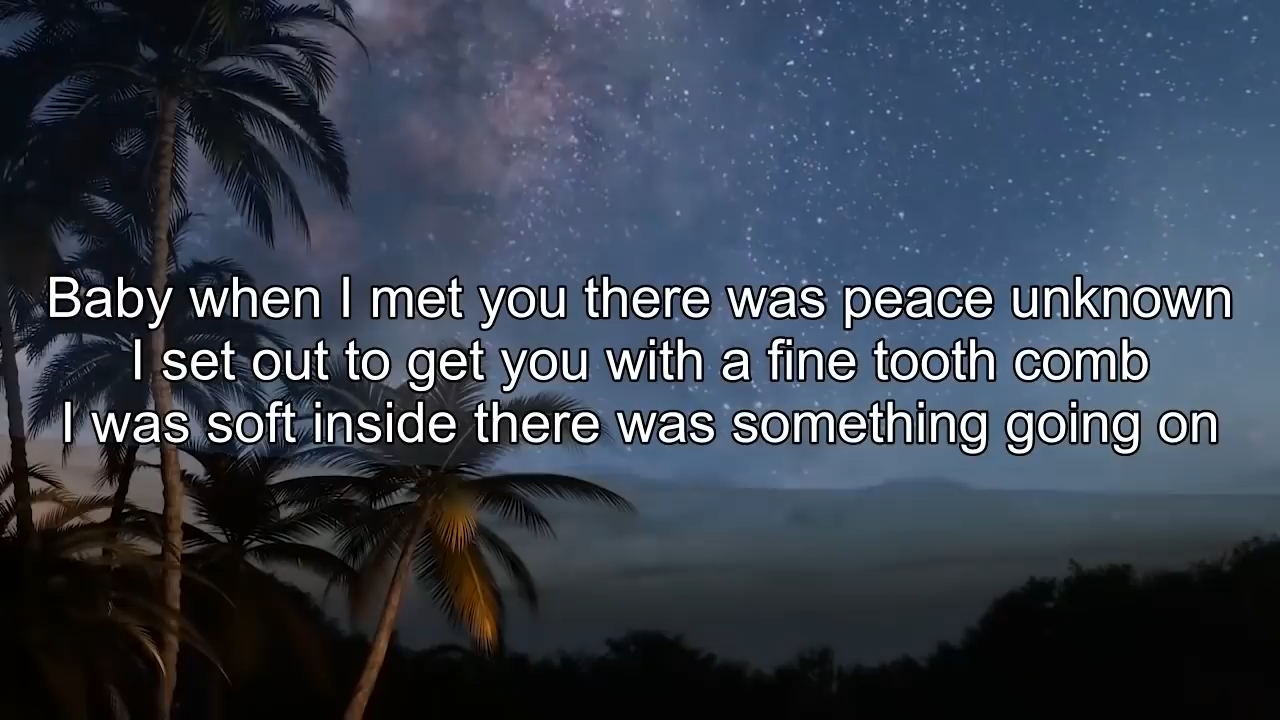 Baby when I met you there was peace unknown
I set out to get you with a fine tooth comb
I was soft inside there was something going on